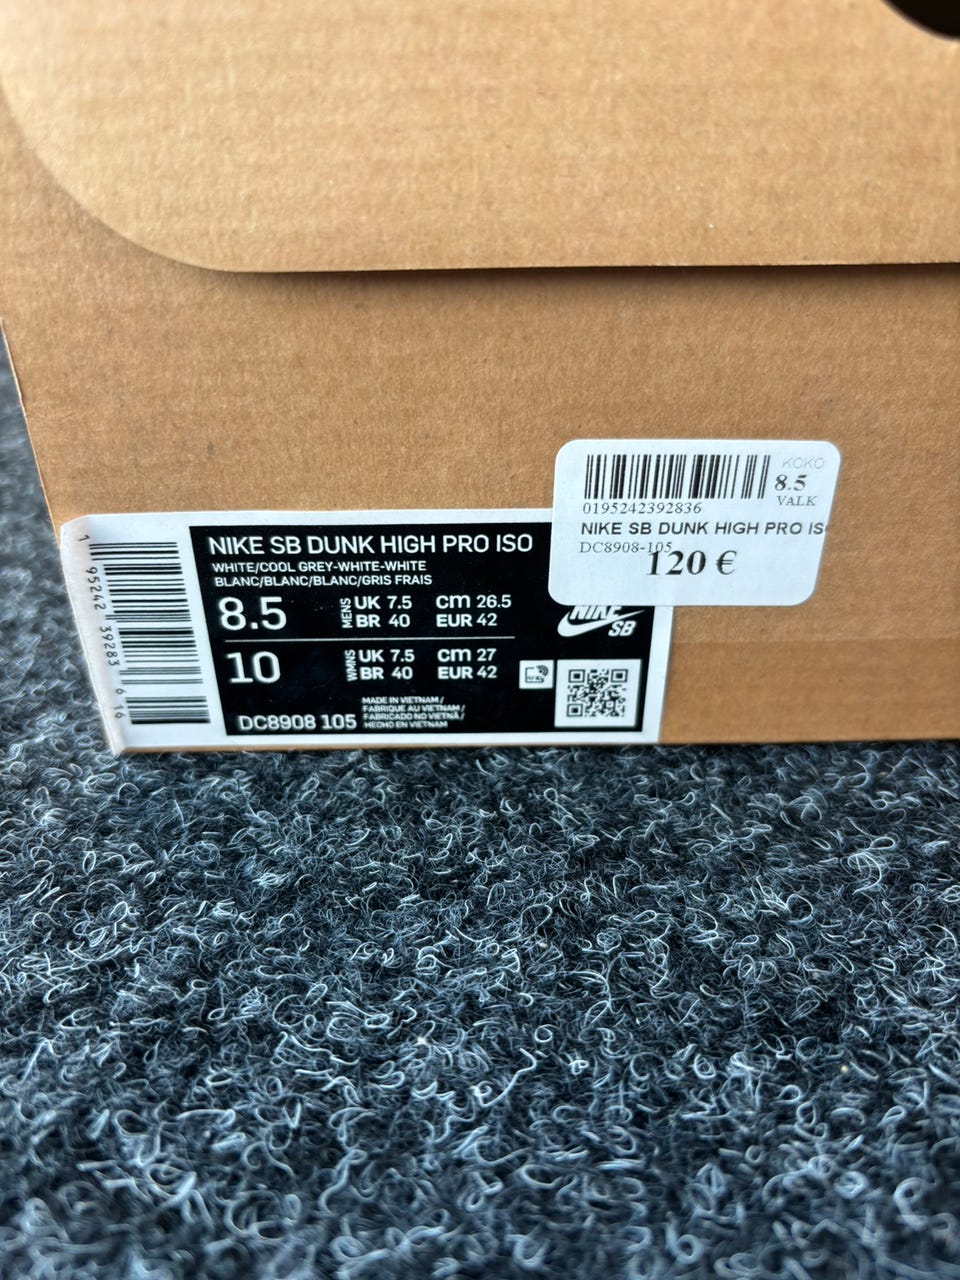 KOKO
8.5
0195242392836
VALK
NIKE SB DUNK HIGH PRO IS
DC8908-105
120 €
1 95242 39283 6 16
NIKE SB DUNK HIGH PRO ISO
WHITE/COOL GREY-WHITE-WHITE
BLANC/BLANC/BLANC/GRIS FRAIS
8.5 MENS UK 7.5 cm 26.5
BR 40 EUR 42
NIKE
SB
10 WMNS UK 7.5 cm 27
BR 40 EUR 42
DC8908 105
MADE IN VIETNAM /
FABRIQUE AU VIETNAM /
FABRICADO NO VIETNÃ /
HECHO EN VIETNAM